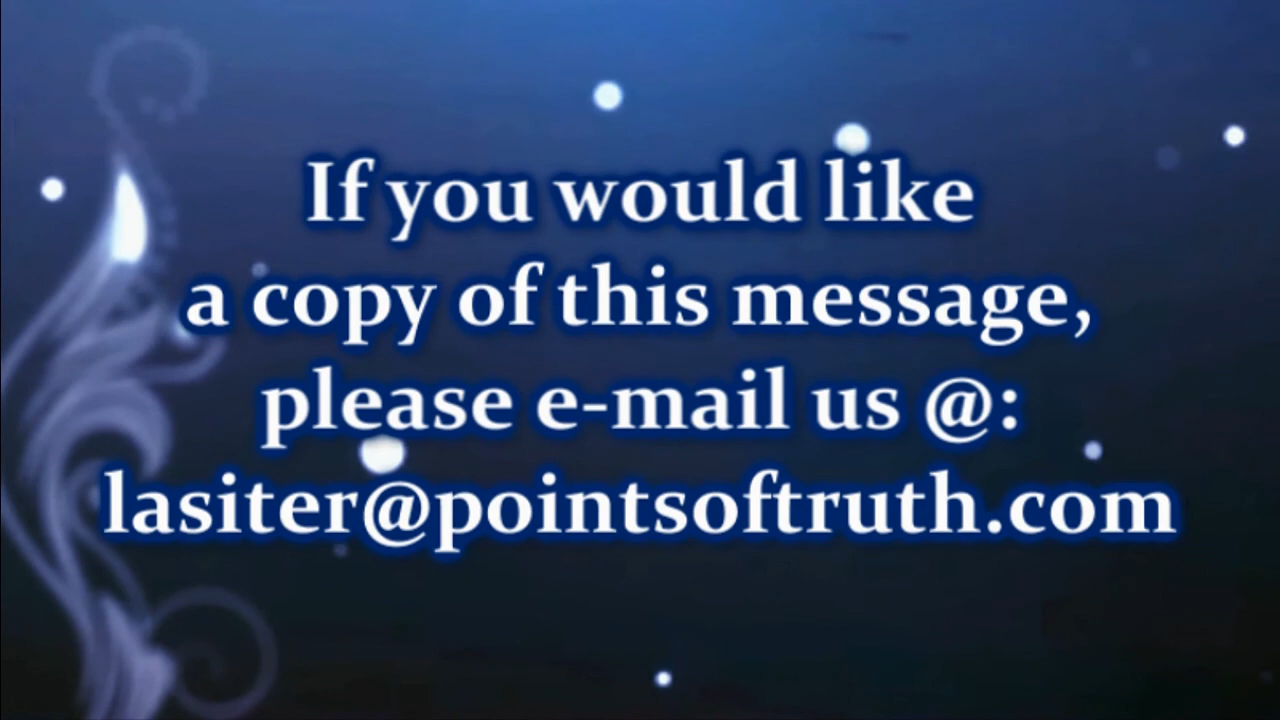 If you would like
a copy of this message,
please e-mail us @:
lasiter@pointsoftruth.com